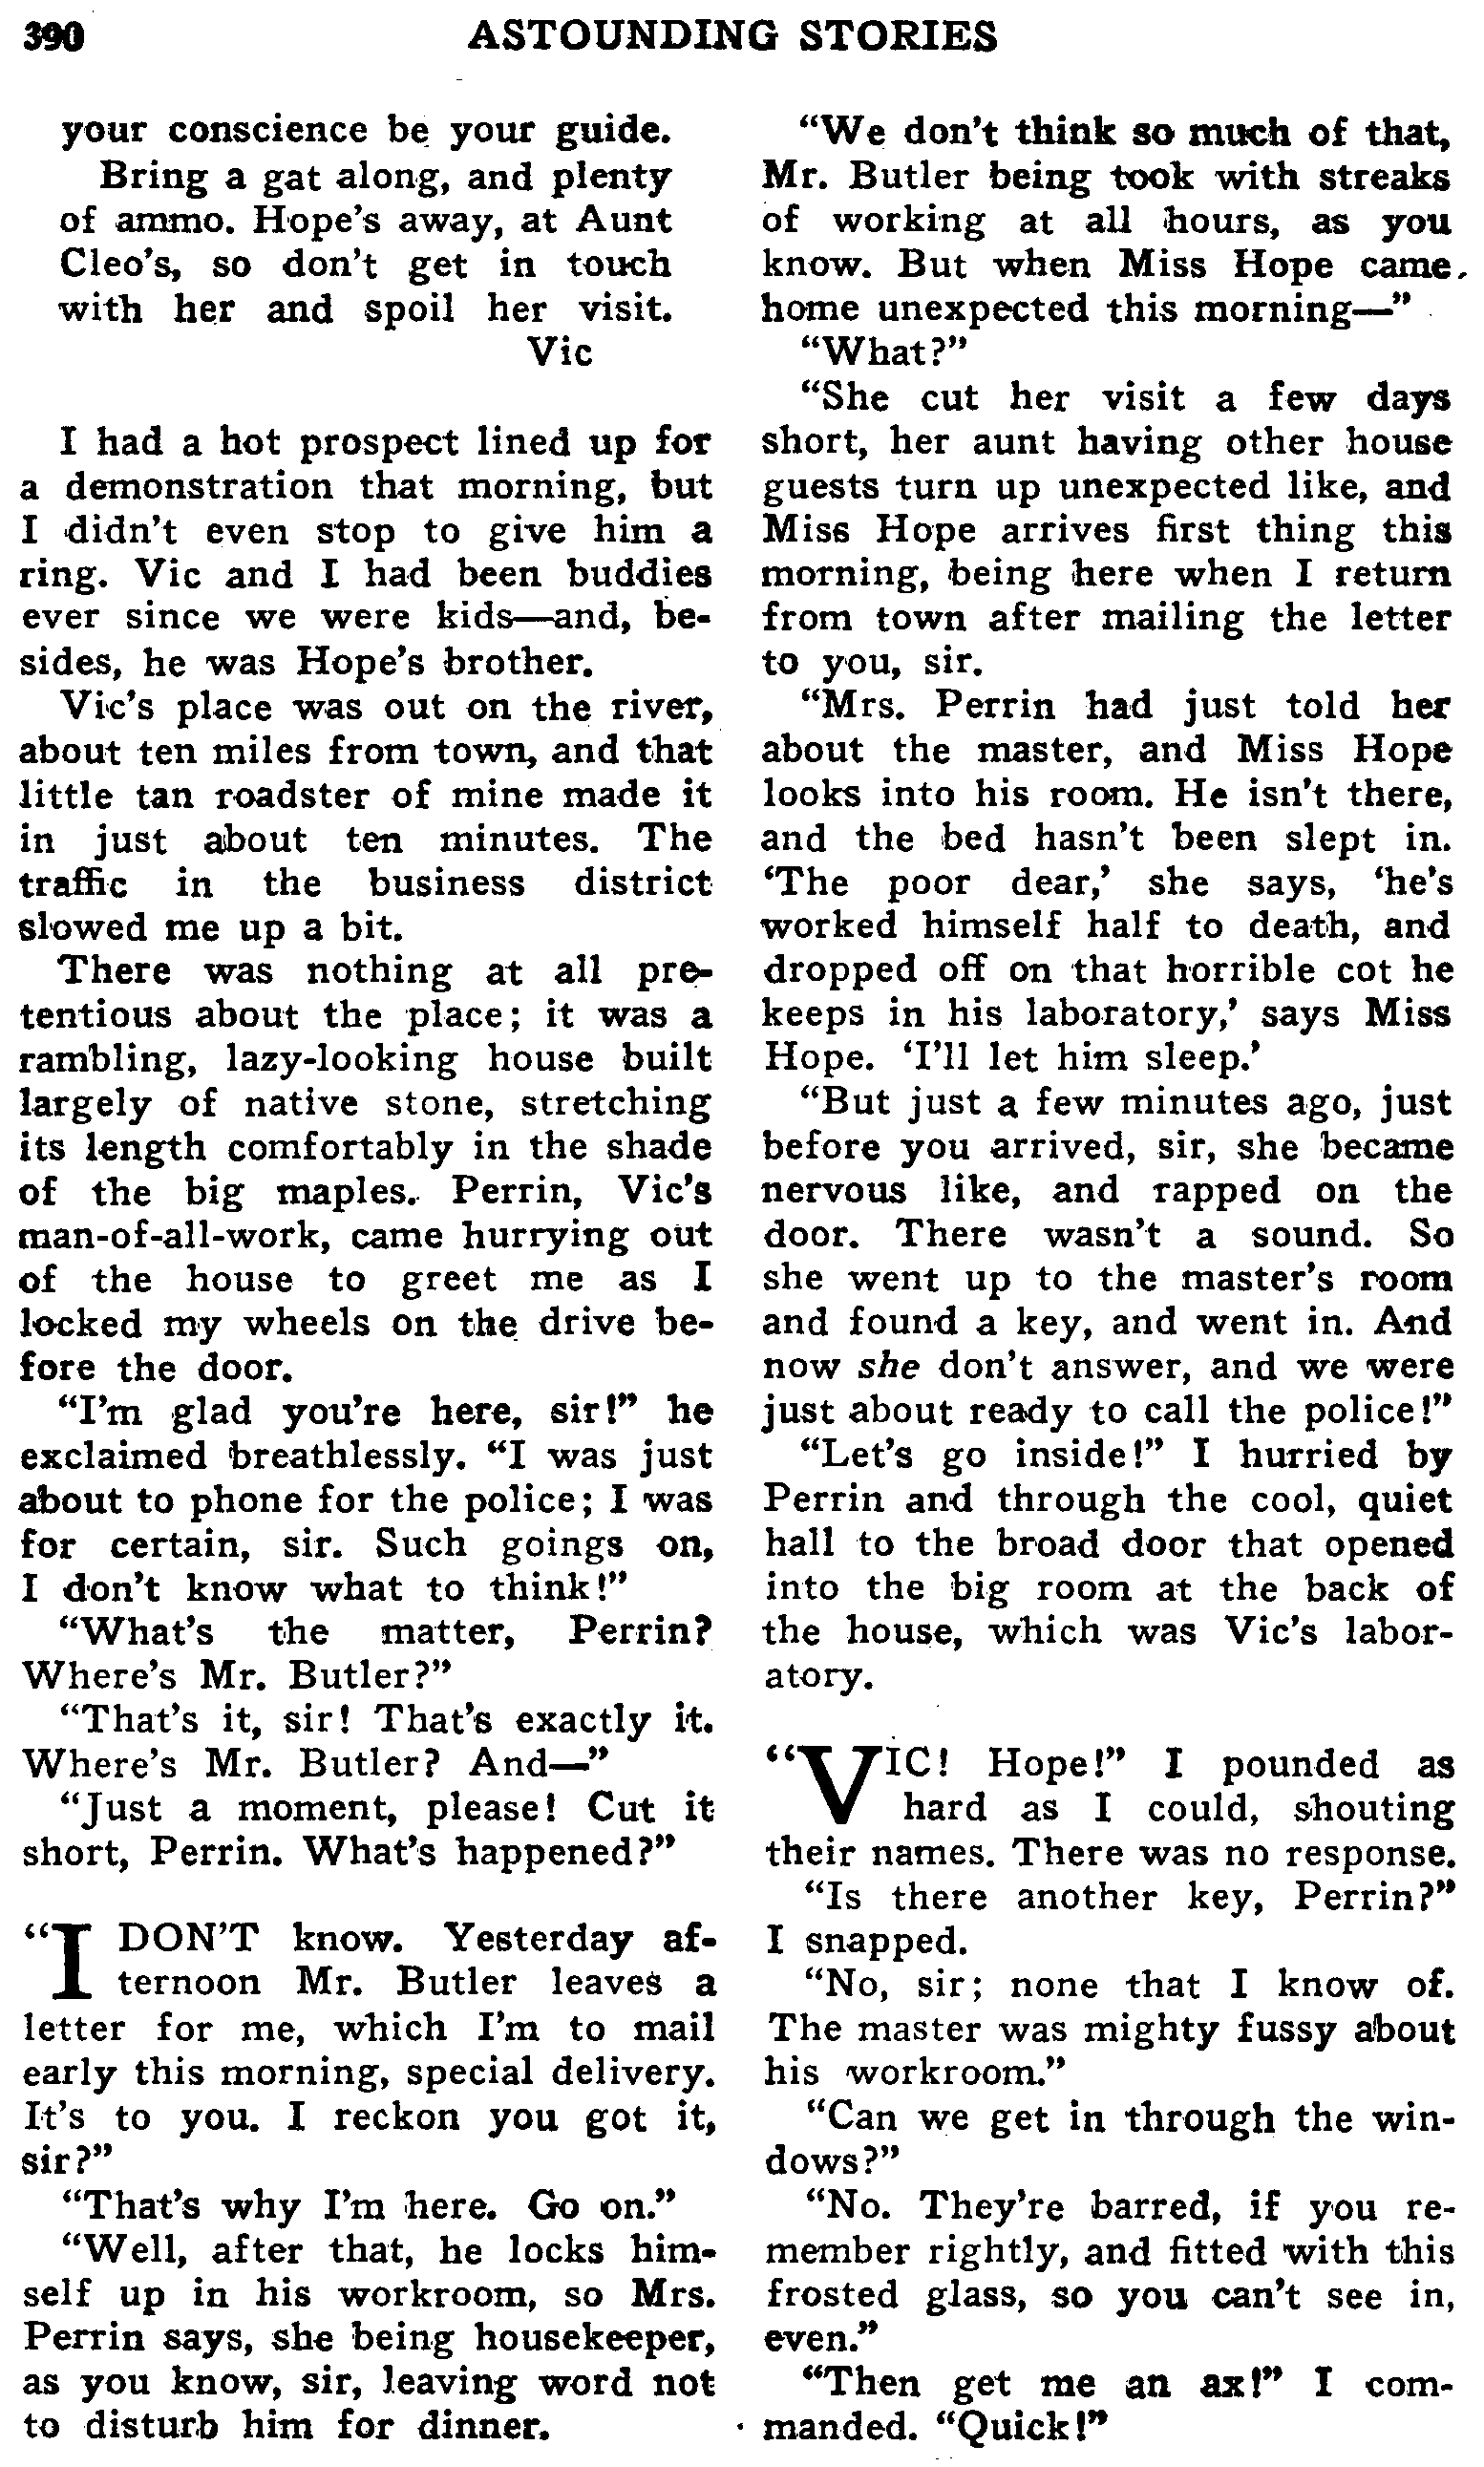 390
ASTOUNDING STORIES
your conscience be your guide.
Bring a gat along, and plenty
of ammo. Hope's away, at Aunt
Cleo's, so don't get in touch
with her and spoil her visit.
Vic
I had a hot prospect lined up for
a demonstration that morning, but
I didn't even stop to give him a
ring. Vic and I had been buddies
ever since we were kids—and, be-
sides, he was Hope's brother.
Vic's place was out on the river,
about ten miles from town, and that
little tan roadster of mine made it
in just about ten minutes. The
traffic in the business district
slowed me up a bit.
There was nothing at all pre-
tentious about the place; it was a
rambling, lazy-looking house built
largely of native stone, stretching
its length comfortably in the shade
of the big maples. Perrin, Vic's
man-of-all-work, came hurrying out
of the house to greet me as I
locked my wheels on the drive be-
fore the door.
"I'm glad you're here, sir!" he
exclaimed breathlessly. "I was just
about to phone for the police; I was
for certain, sir. Such goings on,
I don't know what to think!"
"What's the matter, Perrin?
Where's Mr. Butler?"
"That's it, sir! That's exactly it.
Where's Mr. Butler? And—"
"Just a moment, please! Cut it
short, Perrin. What's happened?"
"I DON'T know. Yesterday af-
ternoon Mr. Butler leaves a
letter for me, which I'm to mail
early this morning, special delivery.
It's to you. I reckon you got it,
sir?"
"That's why I'm here. Go on."
"Well, after that, he locks him-
self up in his workroom, so Mrs.
Perrin says, she being housekeeper,
as you know, sir, leaving word not
to disturb him for dinner.
"We don't think so much of that,
Mr. Butler being took with streaks
of working at all hours, as you
know. But when Miss Hope came
home unexpected this morning—"
"What?"
"She cut her visit a few days
short, her aunt having other house
guests turn up unexpected like, and
Miss Hope arrives first thing this
morning, being here when I return
from town after mailing the letter
to you, sir.
"Mrs. Perrin had just told her
about the master, and Miss Hope
looks into his room. He isn't there,
and the bed hasn't been slept in.
'The poor dear,' she says, 'he's
worked himself half to death, and
dropped off on that horrible cot he
keeps in his laboratory,' says Miss
Hope. 'I'll let him sleep.'
"But just a few minutes ago, just
before you arrived, sir, she became
nervous like, and rapped on the
door. There wasn't a sound. So
she went up to the master's room
and found a key, and went in. And
now she don't answer, and we were
just about ready to call the police!"
"Let's go inside!" I hurried by
Perrin and through the cool, quiet
hall to the broad door that opened
into the big room at the back of
the house, which was Vic's labor-
atory.
"VIC! Hope!" I pounded as
hard as I could, shouting
their names. There was no response.
"Is there another key, Perrin?"
I snapped.
"No, sir; none that I know of.
The master was mighty fussy about
his workroom."
"Can we get in through the win-
dows?"
"No. They're barred, if you re-
member rightly, and fitted with this
frosted glass, so you can't see in,
even."
"Then get me an ax!" I com-
manded. "Quick!"